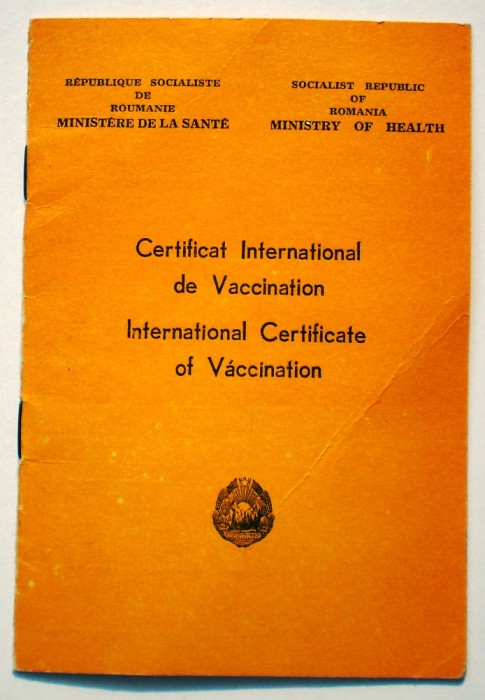 RÉPUBLIQUE SOCIALISTE
DE
ROUMANIE
MINISTÉRE DE LA SANTÉ
SOCIALIST REPUBLIC
OF
ROMANIA
MINISTRY OF HEALTH
Certificat International
de Vaccination
International Certificate
of Váccination